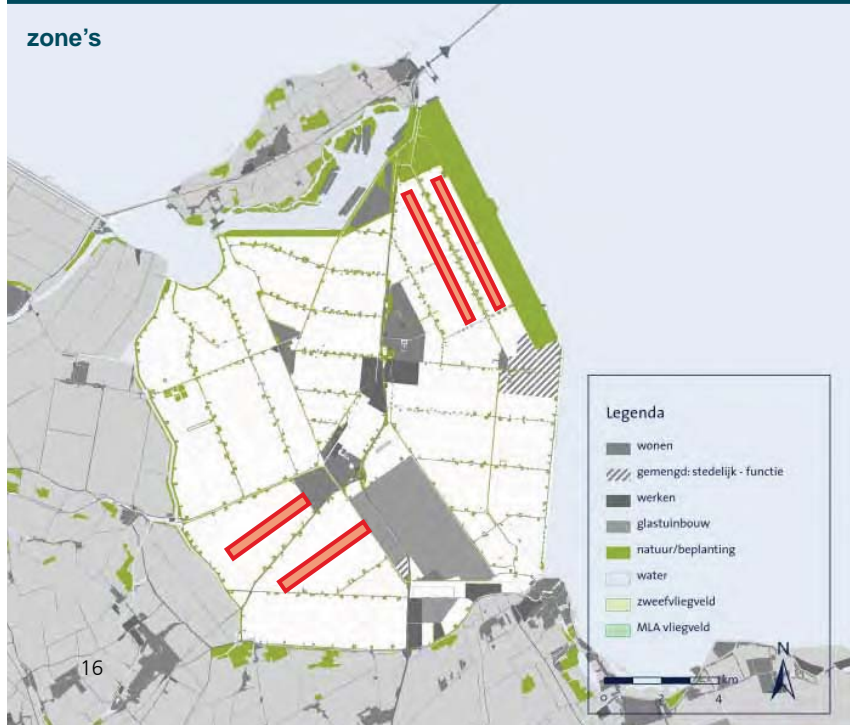 zone's
Legenda
wonen
gemengd: stedelijk - functie
werken
glastuinbouw
natuur/beplanting
water
zweefvliegveld
MLA vliegveld
N
km
0 2 4
16